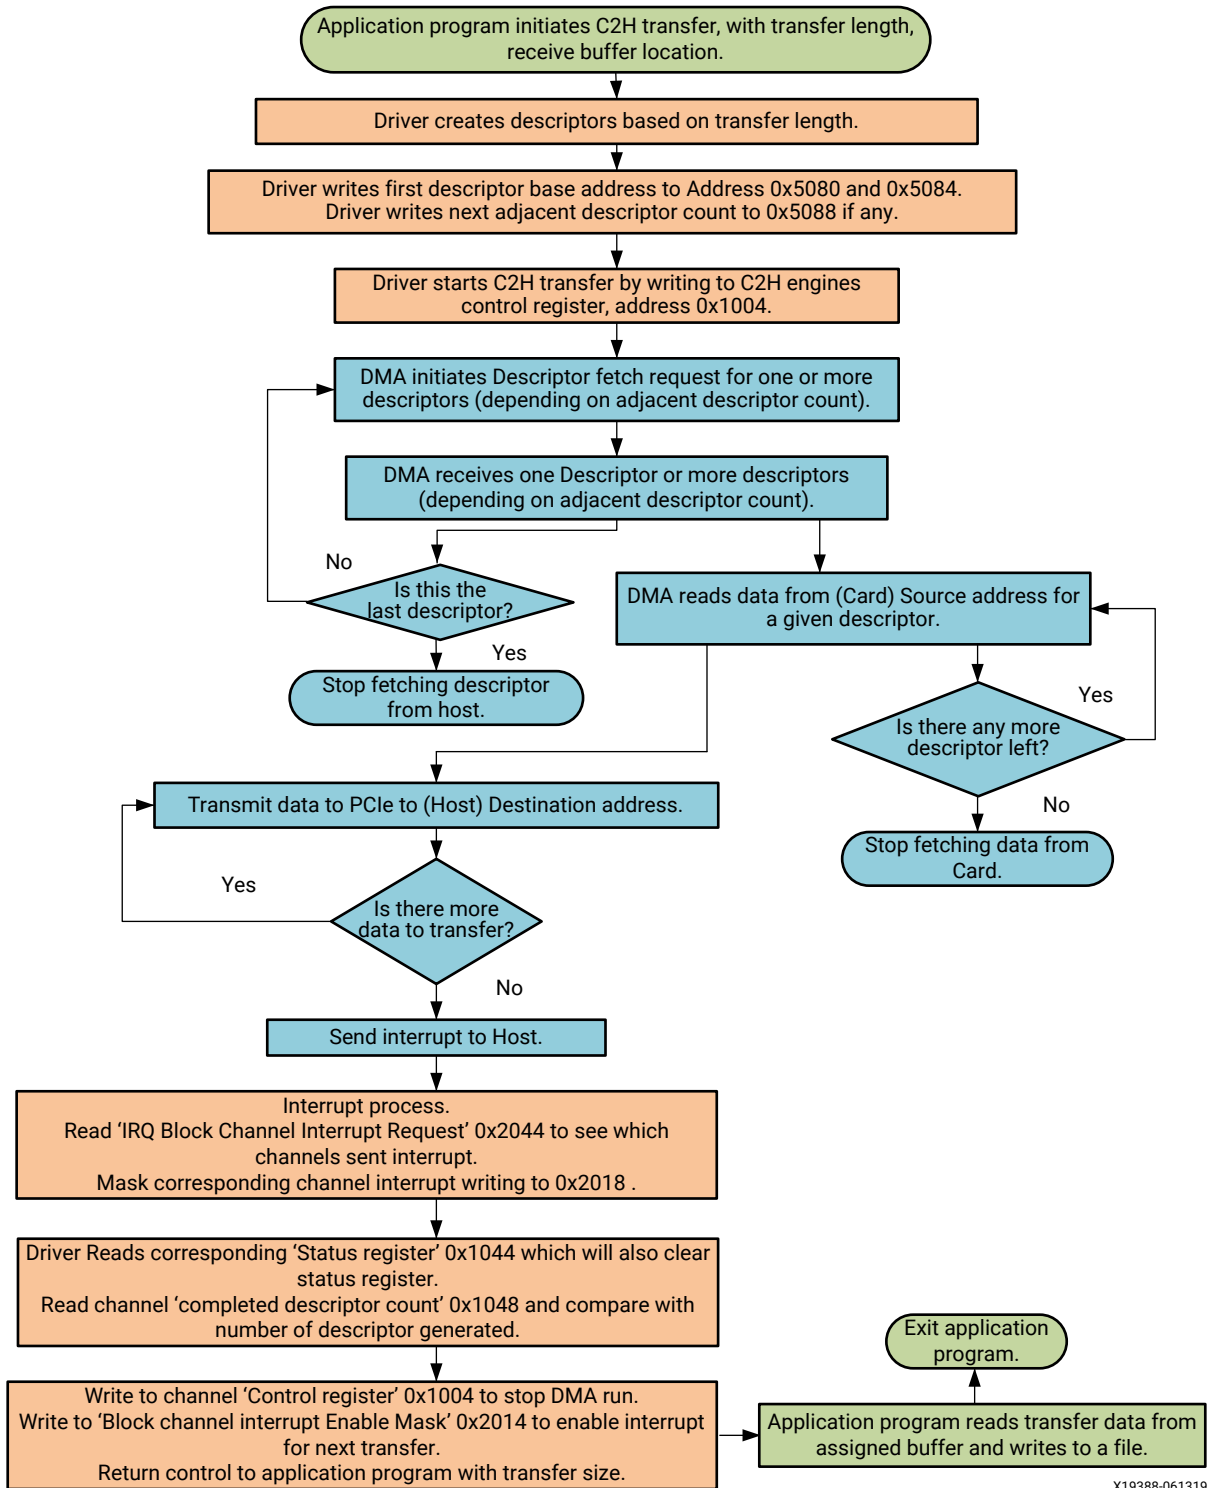 Application program initiates C2H transfer, with transfer length,
receive buffer location.
Driver creates descriptors based on transfer length.
Driver writes first descriptor base address to Address 0x5080 and 0x5084.
Driver writes next adjacent descriptor count to 0x5088 if any.
Driver starts C2H transfer by writing to C2H engines
control register, address 0x1004.
DMA initiates Descriptor fetch request for one or more
descriptors (depending on adjacent descriptor count).
DMA receives one Descriptor or more descriptors
(depending on adjacent descriptor count).
No
Is this the
last descriptor?
Yes
Stop fetching descriptor
from host.
DMA reads data from (Card) Source address for
a given descriptor.
Yes
Is there any more
descriptor left?
No
Stop fetching data from
Card.
Transmit data to PCIe to (Host) Destination address.
Yes
Is there more
data to transfer?
No
Send interrupt to Host.
Interrupt process.
Read ‘IRQ Block Channel Interrupt Request’ 0x2044 to see which
channels sent interrupt.
Mask corresponding channel interrupt writing to 0x2018 .
Driver Reads corresponding ‘Status register’ 0x1044 which will also clear
status register.
Read channel ‘completed descriptor count’ 0x1048 and compare with
number of descriptor generated.
Write to channel ‘Control register’ 0x1004 to stop DMA run.
Write to ‘Block channel interrupt Enable Mask’ 0x2014 to enable interrupt
for next transfer.
Return control to application program with transfer size.
Exit application
program.
Application program reads transfer data from
assigned buffer and writes to a file.
X19388-061319